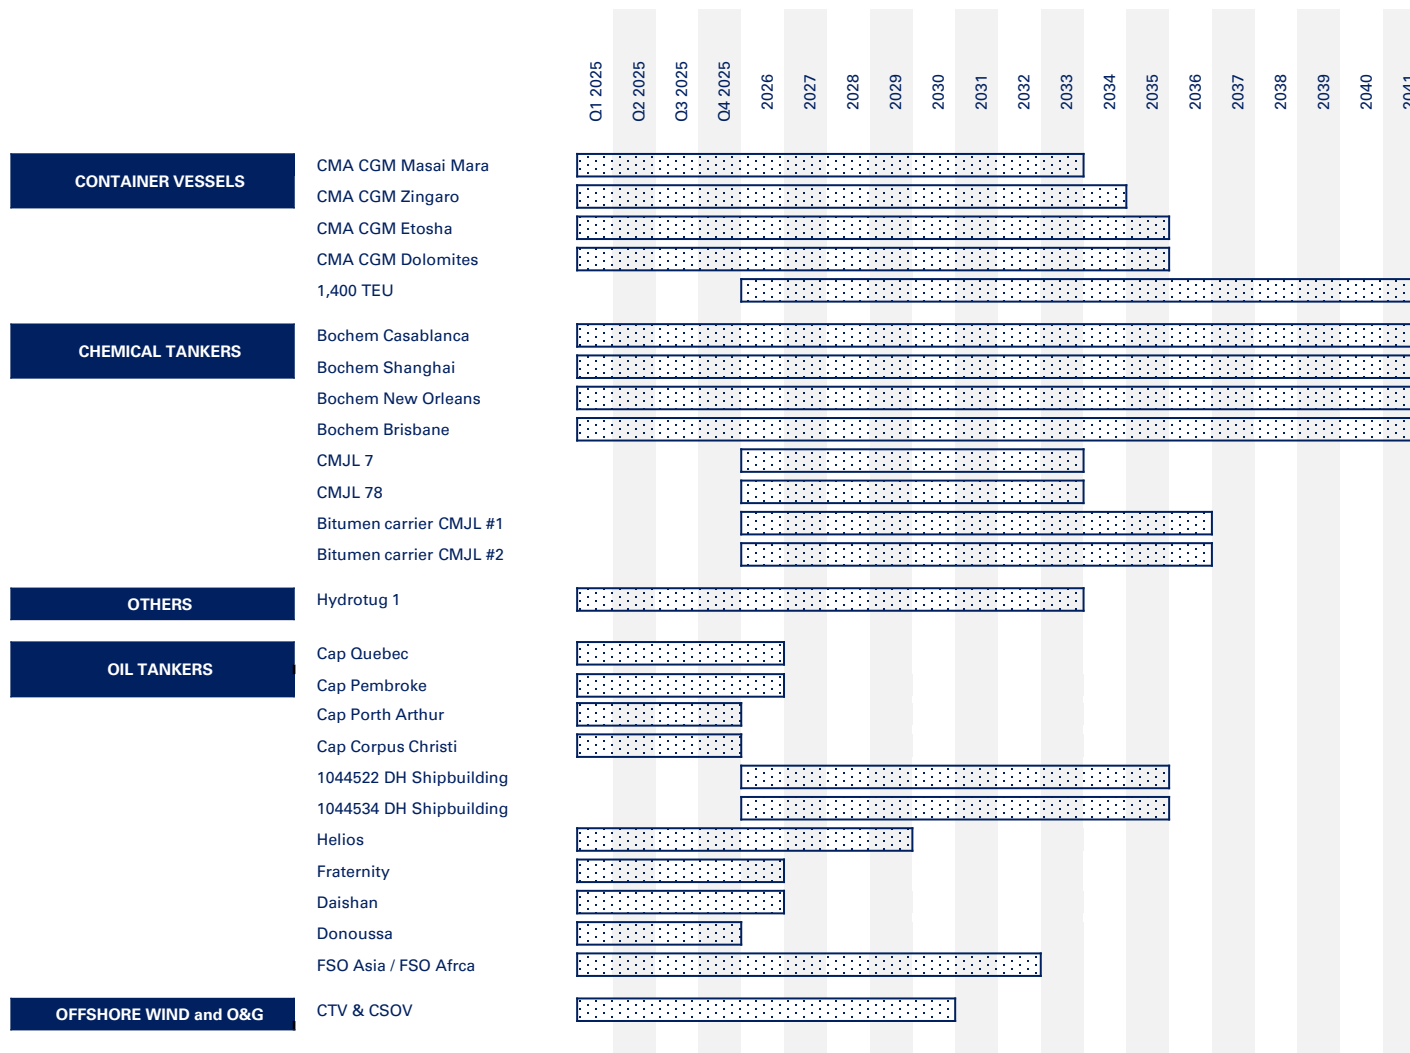 Q1 2025
Q2 2025
Q3 2025
Q4 2025
2026
2027
2028
2029
2030
2031
2032
2033
2034
2035
2036
2037
2038
2039
2040
2041
CONTAINER VESSELS
CMA CGM Masai Mara
CMA CGM Zingaro
CMA CGM Etosha
CMA CGM Dolomites
1,400 TEU
CHEMICAL TANKERS
Bochem Casablanca
Bochem Shanghai
Bochem New Orleans
Bochem Brisbane
CMJL 7
CMJL 78
Bitumen carrier CMJL #1
Bitumen carrier CMJL #2
OTHERS
Hydrotug 1
OIL TANKERS
Cap Quebec
Cap Pembroke
Cap Porth Arthur
Cap Corpus Christi
1044522 DH Shipbuilding
1044534 DH Shipbuilding
Helios
Fraternity
Daishan
Donoussa
FSO Asia / FSO Afrca
OFFSHORE WIND and O&G
CTV & CSOV